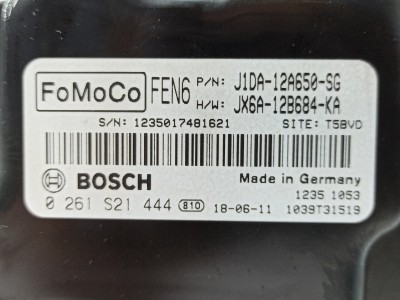 FoMoCo FEN6 P/N: J1DA-12A650-SG
H/W: JX6A-12B684-KA
S/N: 1235017481621 SITE: T5BVD
BOSCH Made in Germany
1235 1053
0 261 S21 444 810 18-06-11 1039T31519